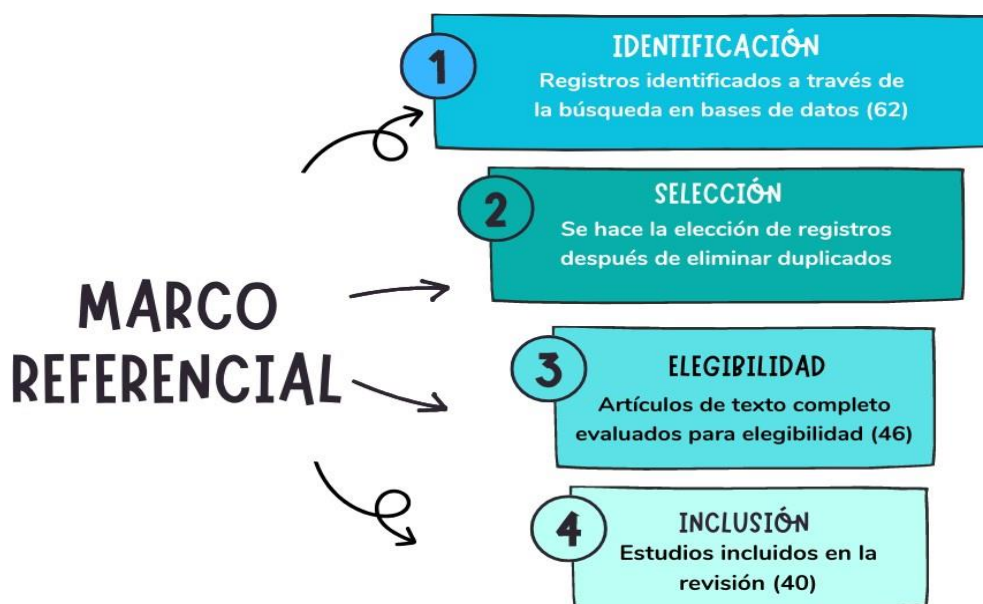 MARCO
REFERENCIAL
1
IDENTIFICACIÓN
Registros identificados a través de
la búsqueda en bases de datos (62)
2
SELECCIÓN
Se hace la elección de registros
después de eliminar duplicados
3
ELEGIBILIDAD
Artículos de texto completo
evaluados para elegibilidad (46)
4
INCLUSIÓN
Estudios incluidos en la
revisión (40)